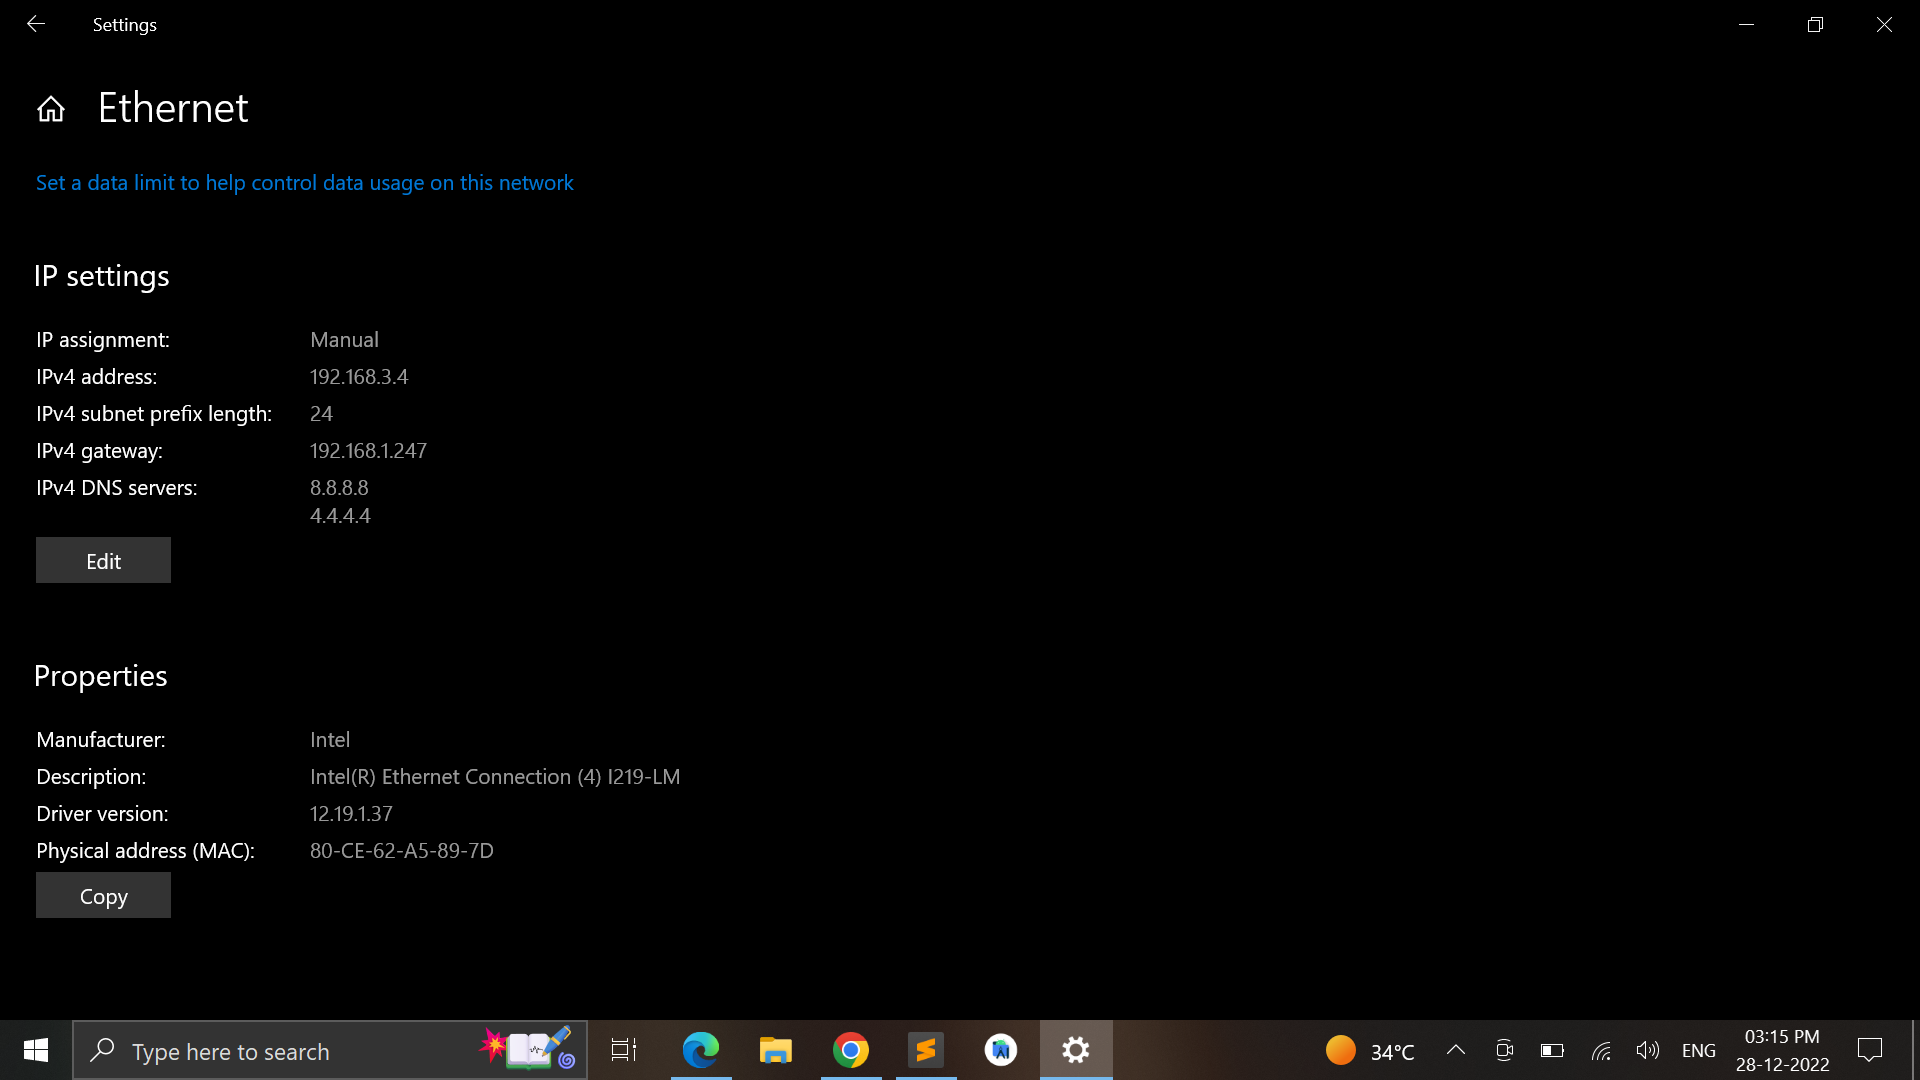 Settings
Ethernet
Set a data limit to help control data usage on this network
IP settings
IP assignment: Manual
IPv4 address: 192.168.3.4
IPv4 subnet prefix length: 24
IPv4 gateway: 192.168.1.247
IPv4 DNS servers: 8.8.8.8
4.4.4.4
Edit
Properties
Manufacturer: Intel
Description: Intel(R) Ethernet Connection (4) I219-LM
Driver version: 12.19.1.37
Physical address (MAC): 80-CE-62-A5-89-7D
Copy
Type here to search
34°C
ENG
03:15 PM
28-12-2022